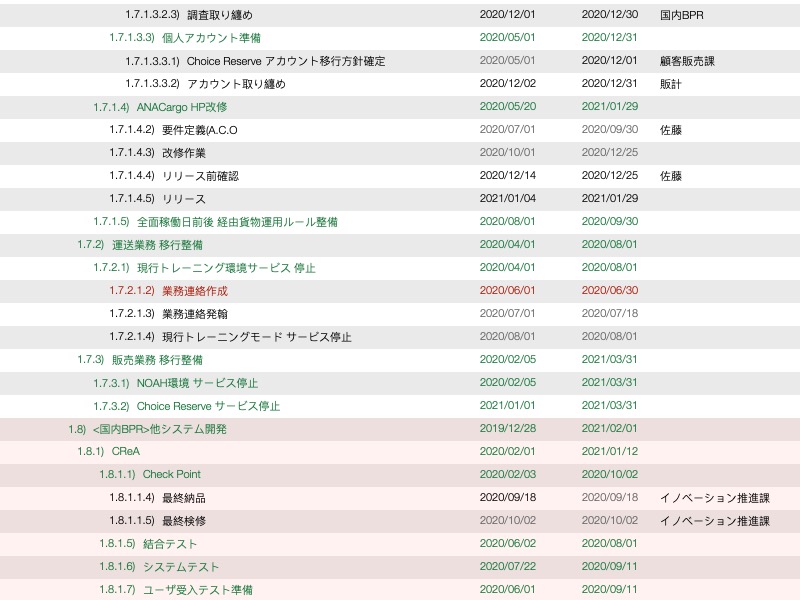 1.7.1.3.2.3) 調査取り纏め 2020/12/01 2020/12/30 国内BPR
1.7.1.3.3) 個人アカウント準備 2020/05/01 2020/12/31
1.7.1.3.3.1) Choice Reserve アカウント移行方針確定 2020/05/01 2020/12/01 顧客販売課
1.7.1.3.3.2) アカウント取り纏め 2020/12/02 2020/12/31 販計
1.7.1.4) ANACargo HP改修 2020/05/20 2021/01/29
1.7.1.4.2) 要件定義(A.C.O 2020/07/01 2020/09/30 佐藤
1.7.1.4.3) 改修作業 2020/10/01 2020/12/25
1.7.1.4.4) リリース前確認 2020/12/14 2020/12/25 佐藤
1.7.1.4.5) リリース 2021/01/04 2021/01/29
1.7.1.5) 全面稼働日前後 経由貨物運用ルール整備 2020/08/01 2020/09/30
1.7.2) 運送業務 移行整備 2020/04/01 2020/08/01
1.7.2.1) 現行トレーニング環境サービス 停止 2020/04/01 2020/08/01
1.7.2.1.2) 業務連絡作成 2020/06/01 2020/06/30
1.7.2.1.3) 業務連絡発翰 2020/07/01 2020/07/18
1.7.2.1.4) 現行トレーニングモード サービス停止 2020/08/01 2020/08/01
1.7.3) 販売業務 移行整備 2020/02/05 2021/03/31
1.7.3.1) NOAH環境 サービス停止 2020/02/05 2021/03/31
1.7.3.2) Choice Reserve サービス停止 2021/01/01 2021/03/31
1.8) <国内BPR>他システム開発 2019/12/28 2021/02/01
1.8.1) CReA 2020/02/01 2021/01/12
1.8.1.1) Check Point 2020/02/03 2020/10/02
1.8.1.1.4) 最終納品 2020/09/18 2020/09/18 イノベーション推進課
1.8.1.1.5) 最終検修 2020/10/02 2020/10/02 イノベーション推進課
1.8.1.5) 結合テスト 2020/06/02 2020/08/01
1.8.1.6) システムテスト 2020/07/22 2020/09/11
1.8.1.7) ユーザ受入テスト準備 2020/06/01 2020/09/11